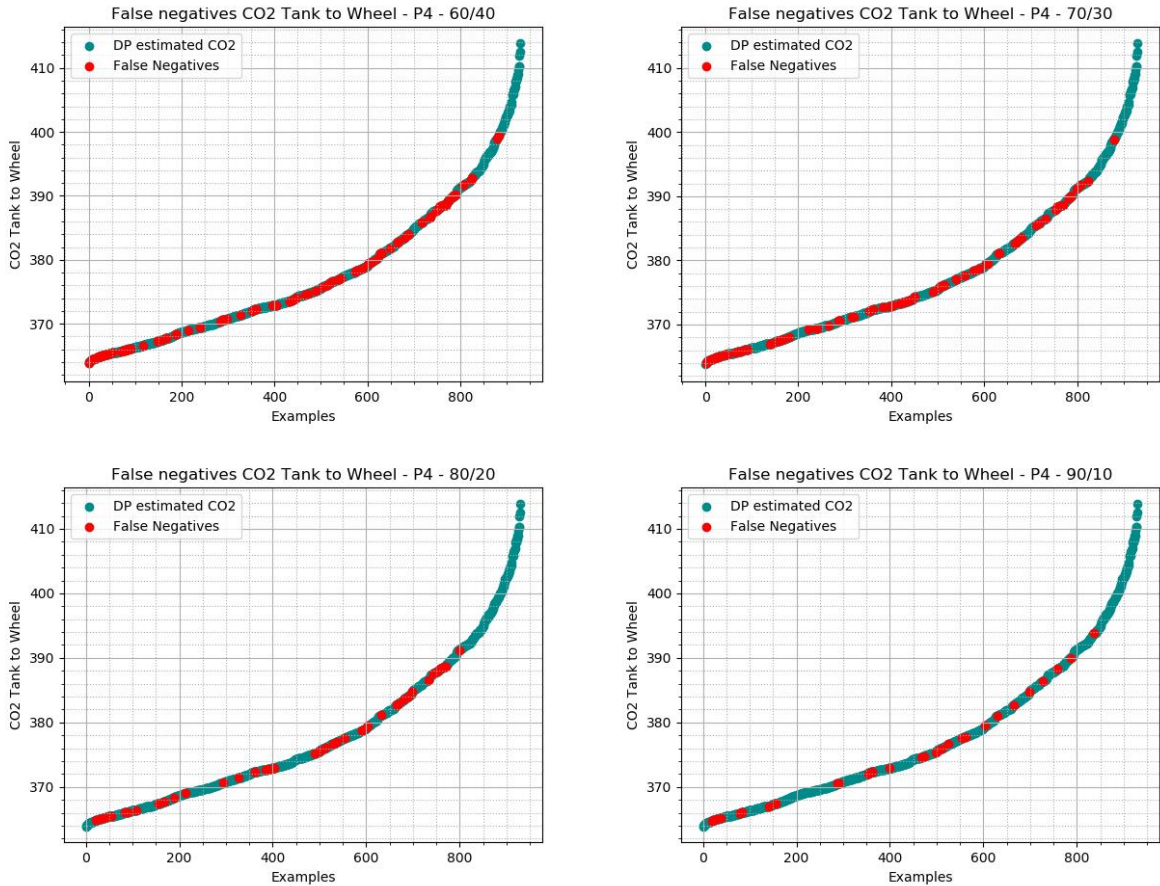 False negatives CO2 Tank to Wheel - P4 - 60/40
DP estimated CO2
False Negatives
410
400
390
380
370
CO2 Tank to Wheel
0 200 400 600 800
Examples
False negatives CO2 Tank to Wheel - P4 - 70/30
DP estimated CO2
False Negatives
410
400
390
380
370
CO2 Tank to Wheel
0 200 400 600 800
Examples
False negatives CO2 Tank to Wheel - P4 - 80/20
DP estimated CO2
False Negatives
410
400
390
380
370
CO2 Tank to Wheel
0 200 400 600 800
Examples
False negatives CO2 Tank to Wheel - P4 - 90/10
DP estimated CO2
False Negatives
410
400
390
380
370
CO2 Tank to Wheel
0 200 400 600 800
Examples